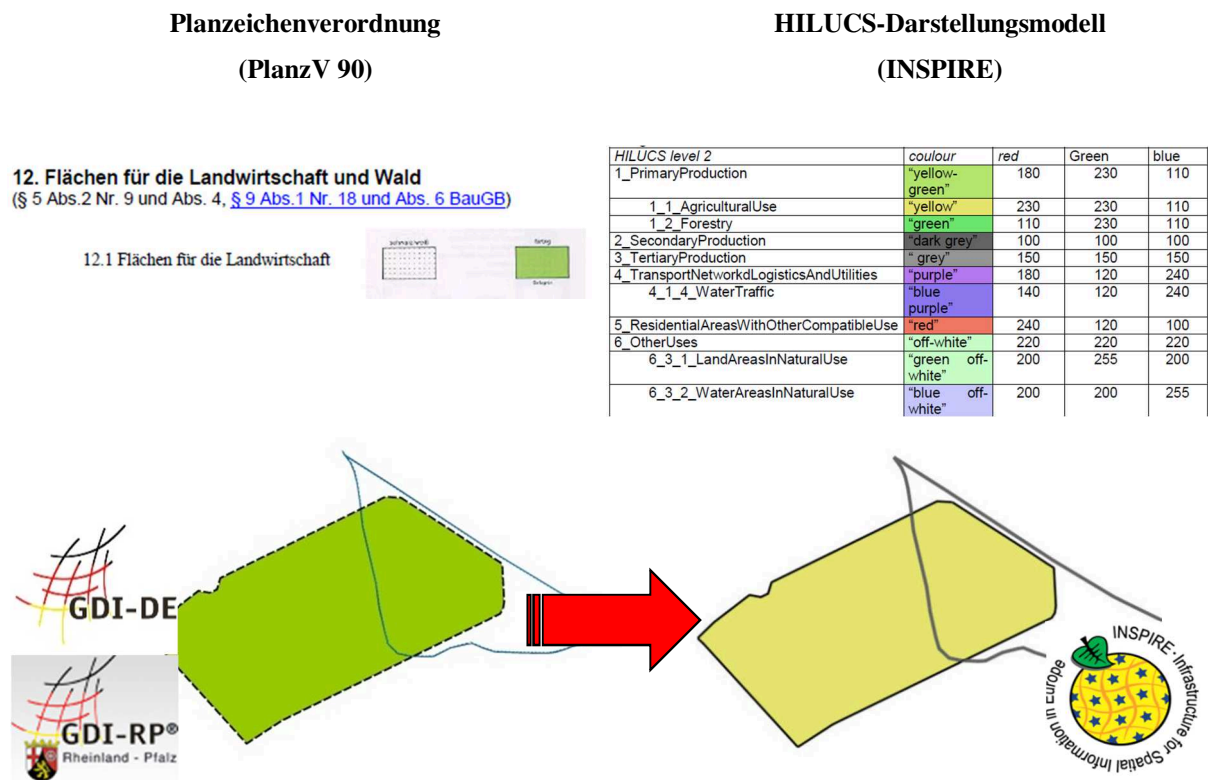 Planzeichenverordnung
(PlanzV 90)
HILUCS-Darstellungsmodell
(INSPIRE)
12. Flächen für die Landwirtschaft und Wald
(§ 5 Abs.2 Nr. 9 und Abs. 4, § 9 Abs.1 Nr. 18 und Abs. 6 BauGB)
12.1 Flächen für die Landwirtschaft
farbig
HILUCS level 2 coulour red Green blue
1_PrimaryProduction "yellow- 180 230 110
green"
1_1_AgriculturalUse "yellow" 230 230 110
1_2_Forestry "green" 110 230 110
2_SecondaryProduction "dark grey" 100 100 100
3_TertiaryProduction " grey" 150 150 150
4_TransportNetworkdLogisticsAndUtilities "purple" 180 120 240
4_1_4_WaterTraffic "blue 140 120 240
purple"
5_ResidentialAreasWithOtherCompatibleUse "red" 240 120 100
6_OtherUses "off-white" 220 220 220
6_3_1_LandAreasInNaturalUse "green off- 200 255 200
white"
6_3_2_WaterAreasInNaturalUse "blue off- 200 200 255
white"
GDI-DE
GDI-RP®
Rheinland - Pfalz
INSPIRE· Infrastructure for Spatial Information in Europe